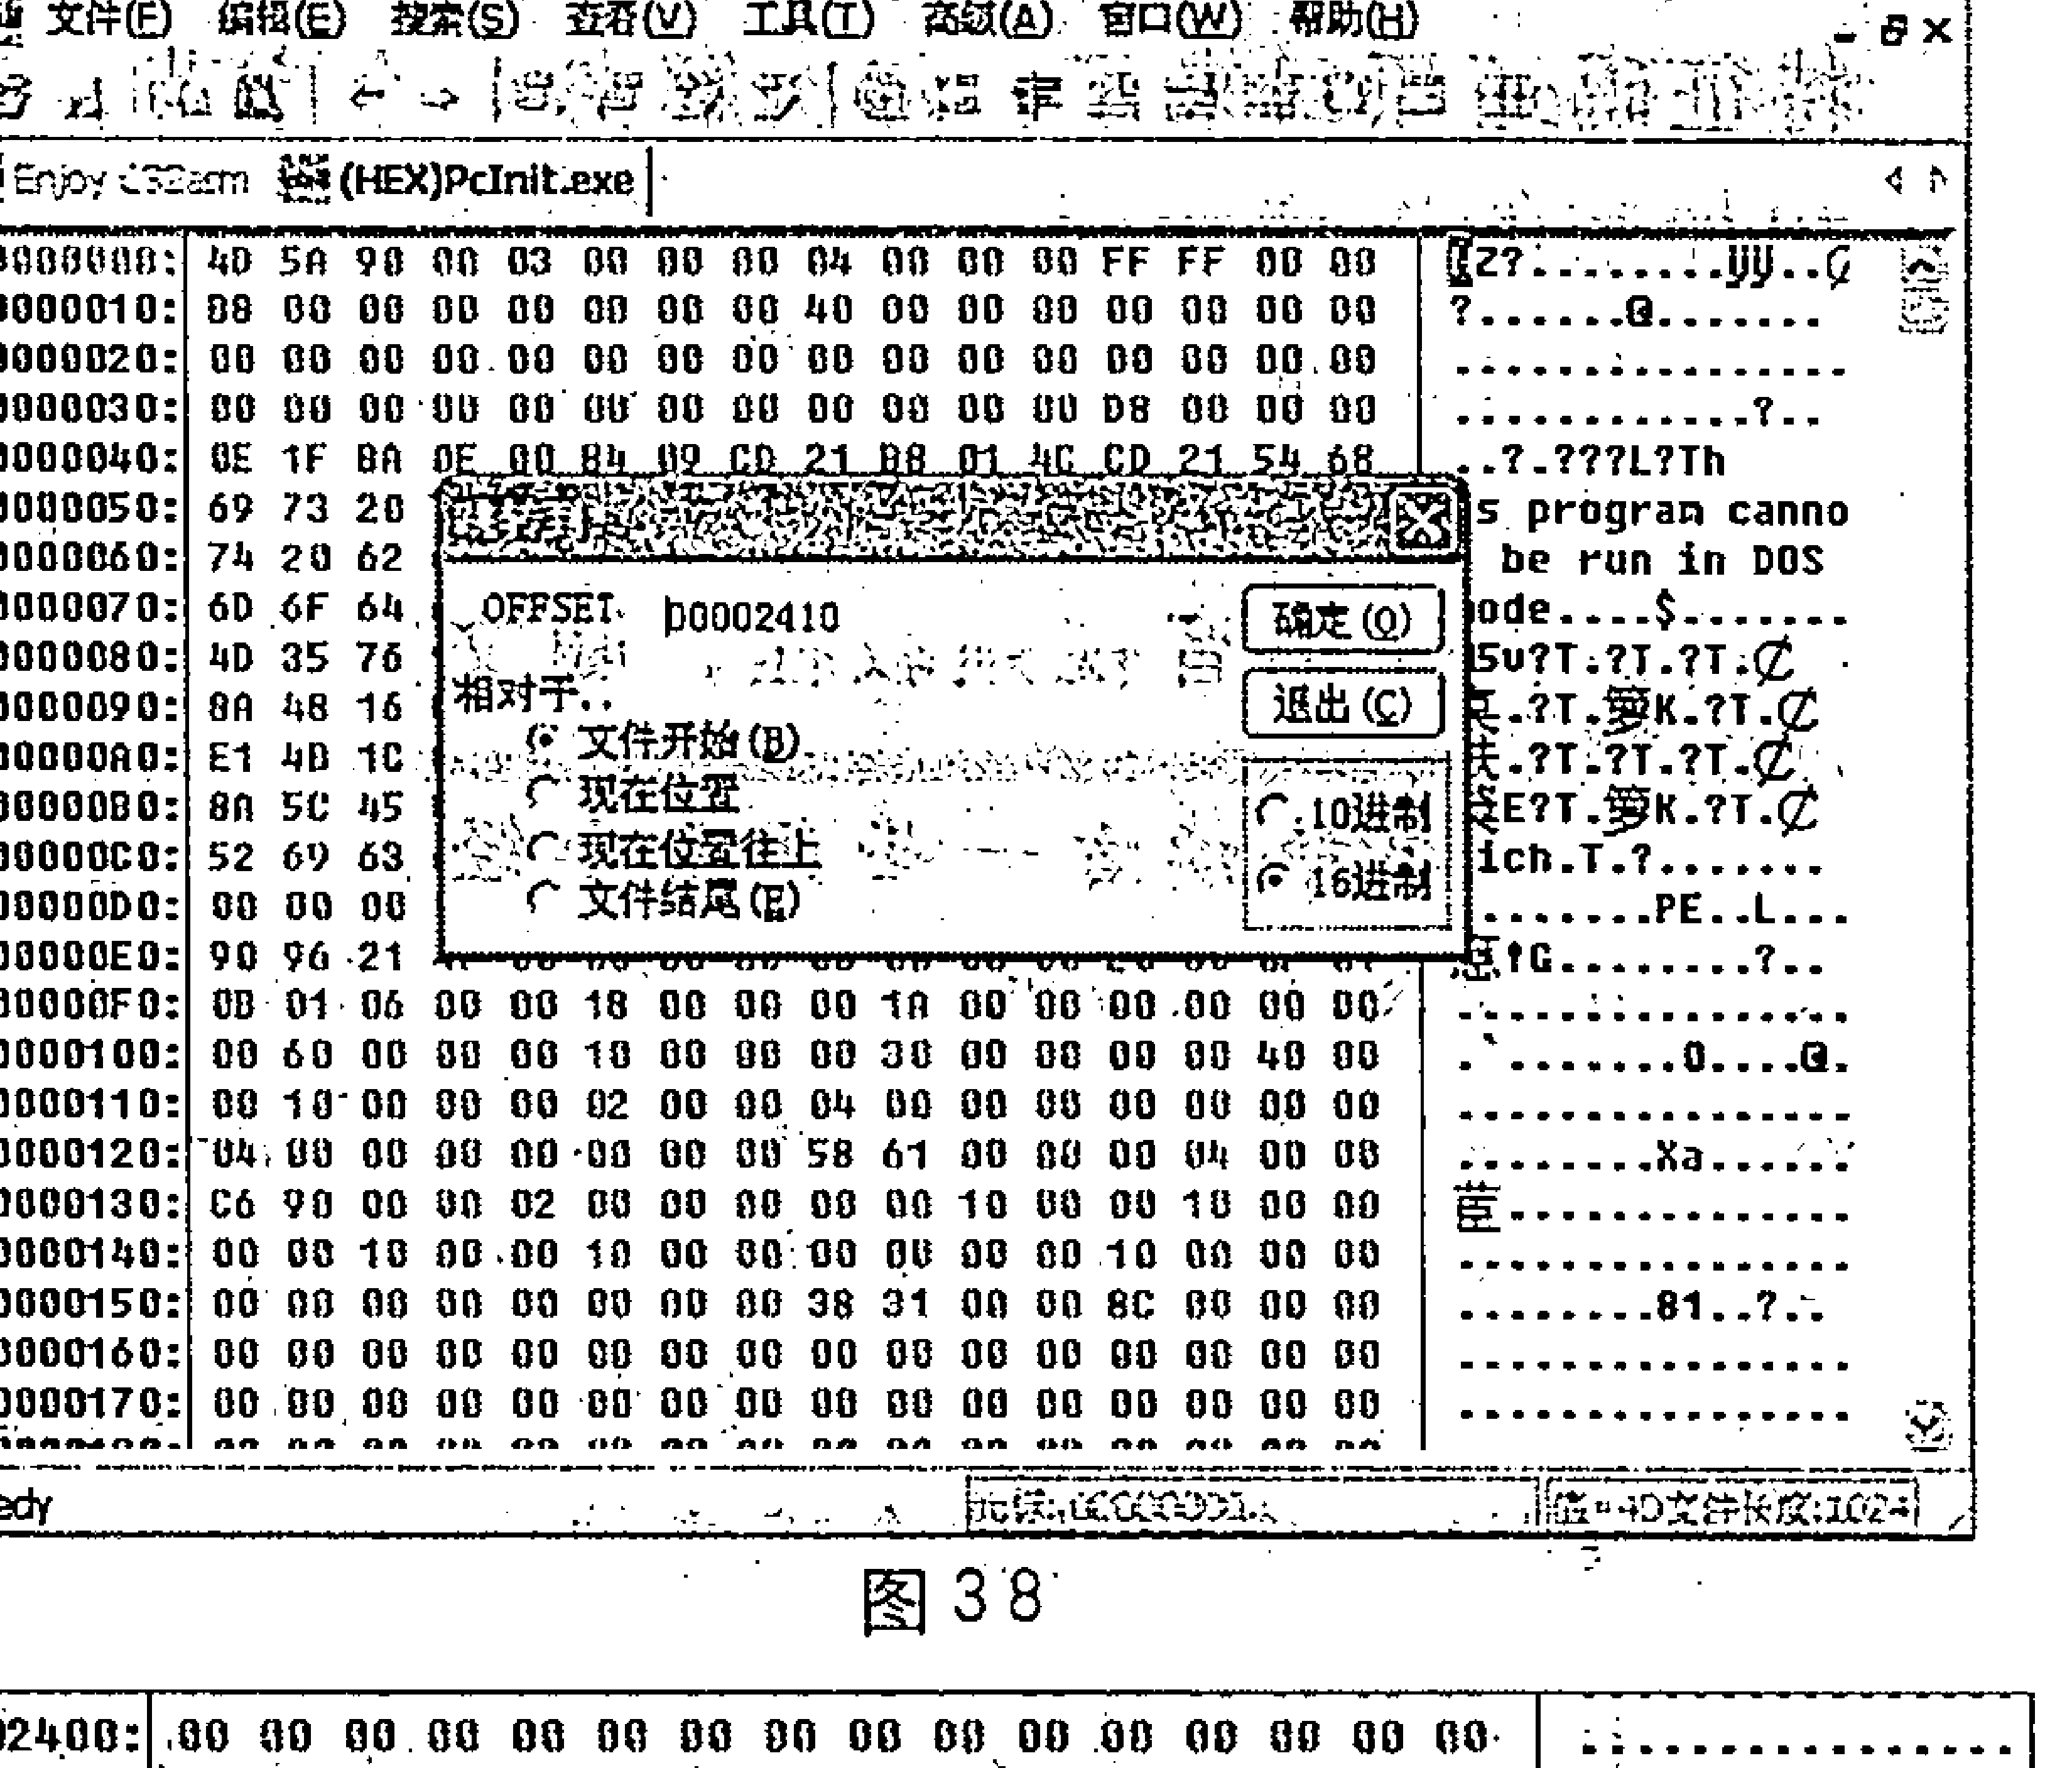 文件(F) 编辑(E) 搜索(S) 查看(V) 工具(T) 高级(A) 窗口(W) 帮助(H)
Enjoy C32asm (HEX)PcInit.exe
0000000: 4D 5A 90 00 03 00 00 00 04 00 00 00 FF FF 00 00 MZ?........ÿÿ..
0000010: B8 00 00 00 00 00 00 00 40 00 00 00 00 00 00 00 ?.......@.......
0000020: 00 00 00 00 00 00 00 00 00 00 00 00 00 00 00 00 ................
0000030: 00 00 00 00 00 00 00 00 00 00 00 00 D8 00 00 00 ............?..
0000040: 0E 1F BA 0E 00 B4 09 CD 21 B8 01 4C CD 21 54 68 ..?.???L?Th
0000050: 69 73 20 s program canno
0000060: 74 20 62 be run in DOS
0000070: 6D 6F 64 ode....$.......
OFFSET 00002410 确定(O)
0000080: 4D 35 76 5v?T.?T.?T.
相对于.. 退出(C)
0000090: 8A 48 16 .?T. K.?T.
文件开始(B)
00000A0: E1 4B 1C .?T.?T.?T.
现在位置
00000B0: 8A 5C 45 E?T. K.?T.
10进制
现在位置往上
00000C0: 52 69 63 ich.T.?.......
16进制
文件结尾(E)
00000D0: 00 00 00 .......PE..L...
00000E0: 90 96 21 !G........?..
00000F0: 0B 01 06 00 00 18 00 00 00 1A 00 00 00 00 00 00 ................
0000100: 00 60 00 00 00 10 00 00 00 30 00 00 00 00 40 00 .`.......0....@.
0000110: 00 10 00 00 00 02 00 00 04 00 00 00 00 00 00 00 ................
0000120: 04 00 00 00 00 00 00 00 58 61 00 00 00 04 00 00 ........Xa......
0000130: C6 90 00 00 02 00 00 00 00 00 10 00 00 10 00 00 茞..............
0000140: 00 00 10 00 00 10 00 00 00 00 00 00 10 00 00 00 ................
0000150: 00 00 00 00 00 00 00 00 38 31 00 00 8C 00 00 00 ........81..?..
0000160: 00 00 00 00 00 00 00 00 00 00 00 00 00 00 00 00 ................
0000170: 00 00 00 00 00 00 00 00 00 00 00 00 00 00 00 00 ................
edy 值=4D文件长度:1024
图38
02400: 00 00 00 00 00 00 00 00 00 00 00 00 00 00 00 00 ................